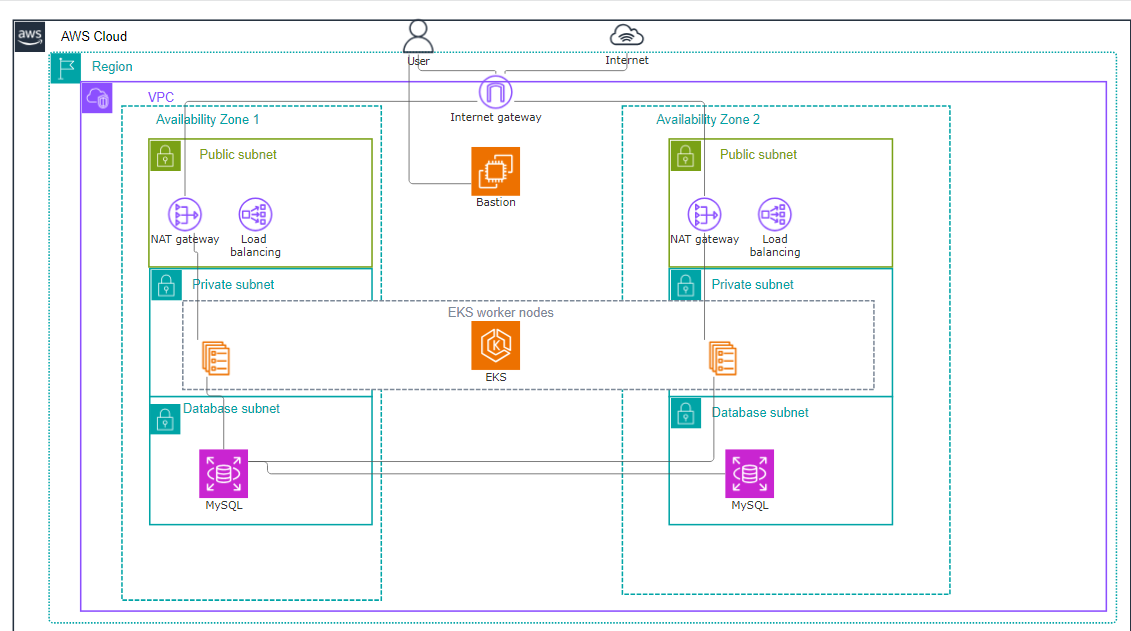 aws
AWS Cloud
User
Internet
Region
VPC
Internet gateway
Availability Zone 1
Availability Zone 2
Public subnet
Public subnet
Bastion
NAT gateway
Load
balancing
NAT gateway
Load
balancing
Private subnet
Private subnet
EKS worker nodes
K
EKS
Database subnet
Database subnet
MySQL
MySQL